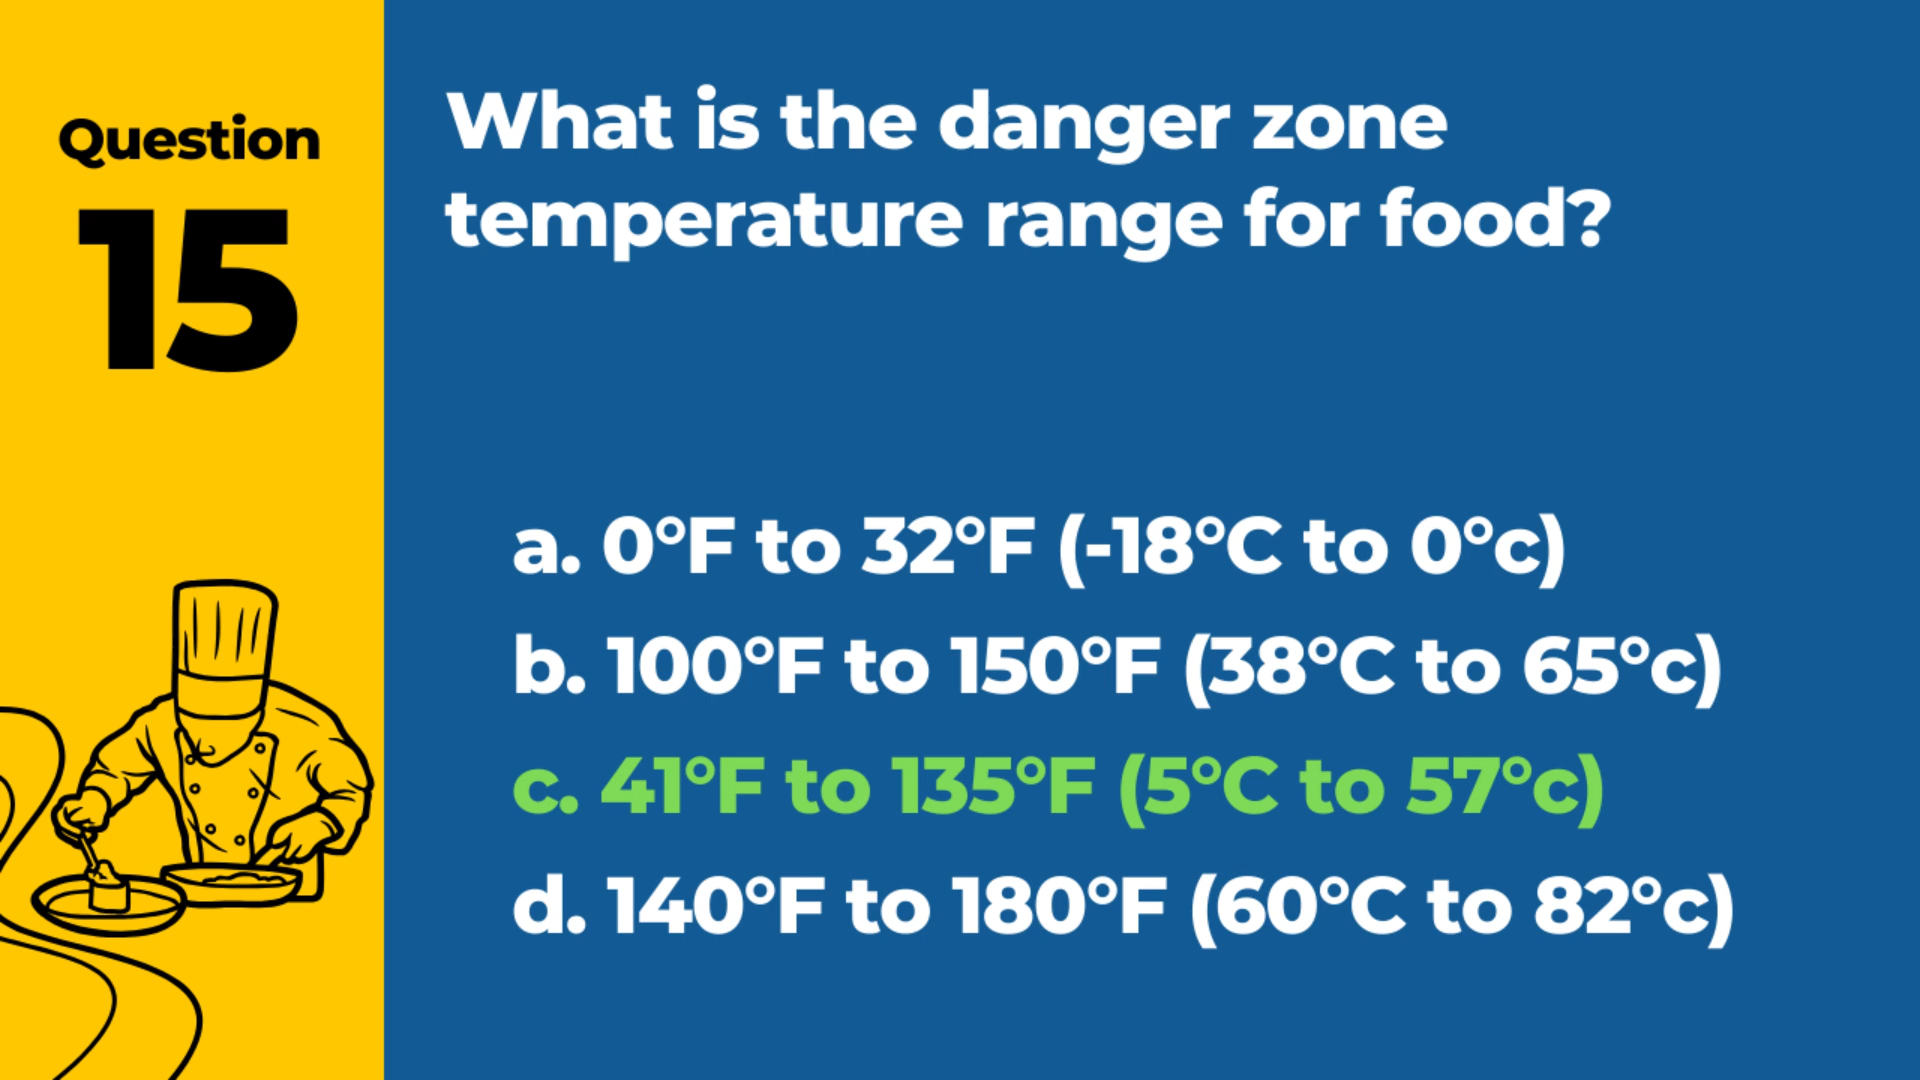 Question
15
What is the danger zone
temperature range for food?
a. 0°F to 32°F (-18°C to 0°c)
b. 100°F to 150°F (38°C to 65°c)
c. 41°F to 135°F (5°C to 57°c)
d. 140°F to 180°F (60°C to 82°c)